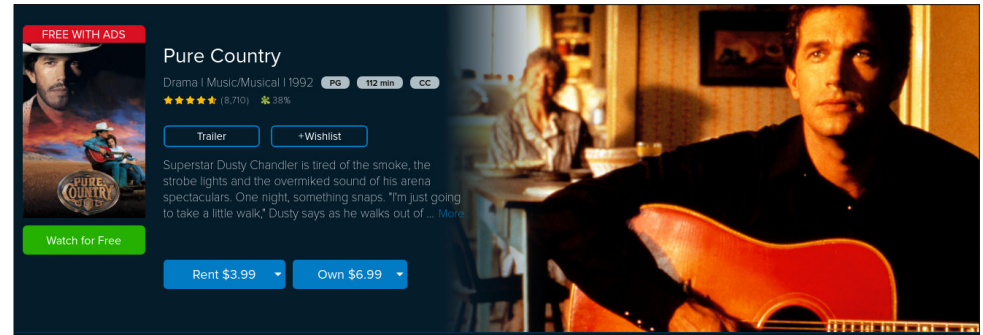 FREE WITH ADS
PURE
COUNTRY
Watch for Free
Pure Country
Drama | Music/Musical | 1992 PG 112 min CC
(8,710) 38%
Trailer +Wishlist
Superstar Dusty Chandler is tired of the smoke, the
strobe lights and the overmiked sound of his arena
spectaculars. One night, something snaps. "I'm just going
to take a little walk," Dusty says as he walks out of ... More
Rent $3.99 Own $6.99